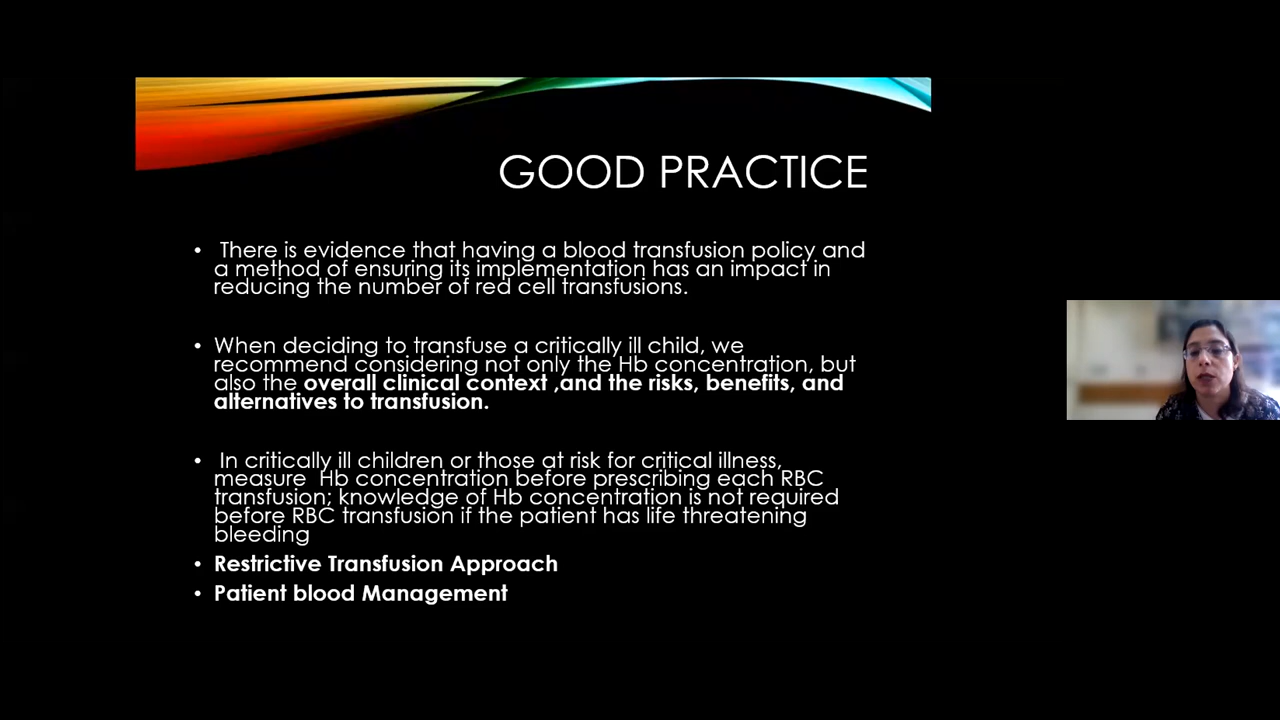 GOOD PRACTICE
• There is evidence that having a blood transfusion policy and
a method of ensuring its implementation has an impact in
reducing the number of red cell transfusions.
• When deciding to transfuse a critically ill child, we
recommend considering not only the Hb concentration, but
also the overall clinical context ,and the risks, benefits, and
alternatives to transfusion.
• In critically ill children or those at risk for critical illness,
measure Hb concentration before prescribing each RBC
transfusion; knowledge of Hb concentration is not required
before RBC transfusion if the patient has life threatening
bleeding
• Restrictive Transfusion Approach
• Patient blood Management